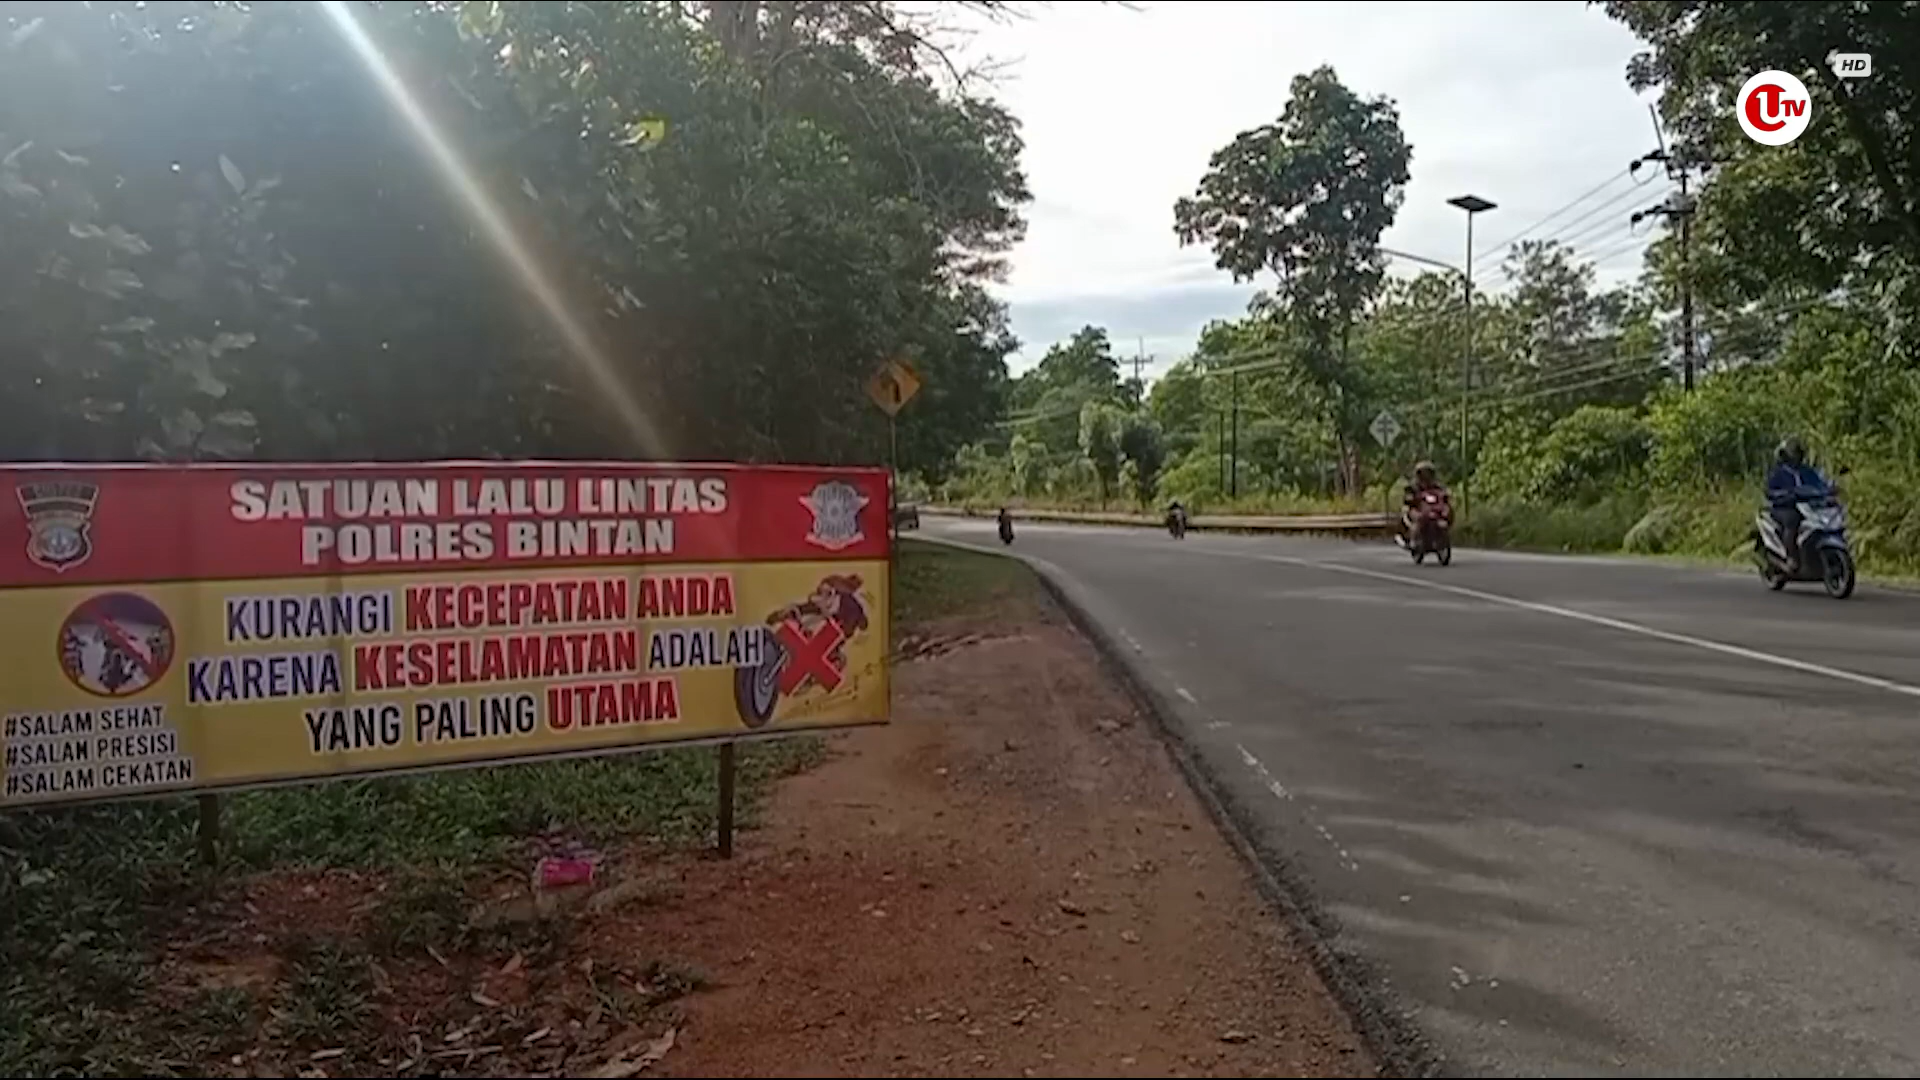 HD
UTV
SATUAN LALU LINTAS
POLRES BINTAN
KURANGI KECEPATAN ANDA
KARENA KESELAMATAN ADALAH
YANG PALING UTAMA
#SALAM SEHAT
#SALAM PRESISI
#SALAM CEKATAN